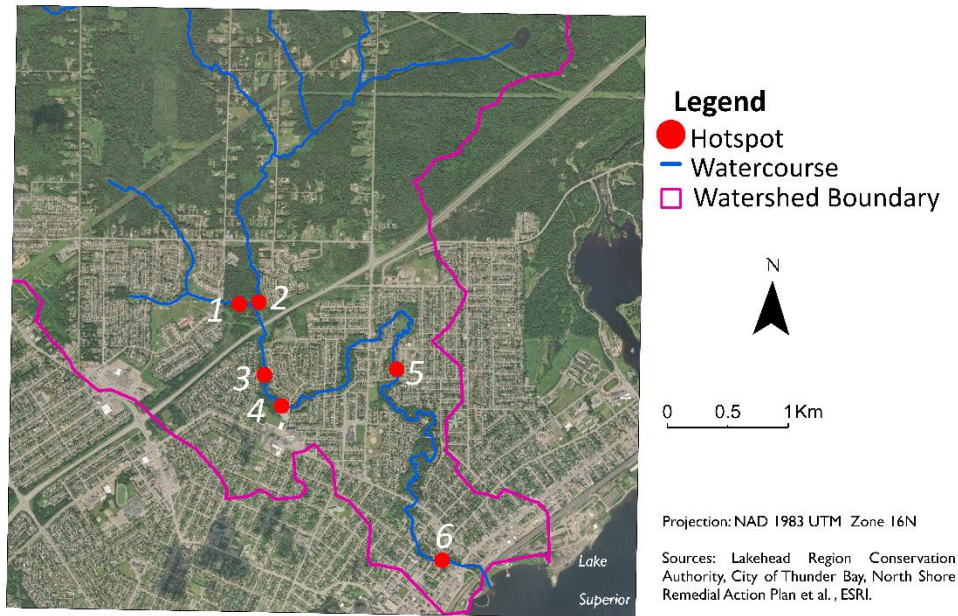 1
2
3
4
5
6
Lake
Superior
Legend
Hotspot
Watercourse
Watershed Boundary
N
0 0.5 1Km
Projection: NAD 1983 UTM Zone 16N
Sources: Lakehead Region Conservation
Authority, City of Thunder Bay, North Shore
Remedial Action Plan et al. , ESRI.